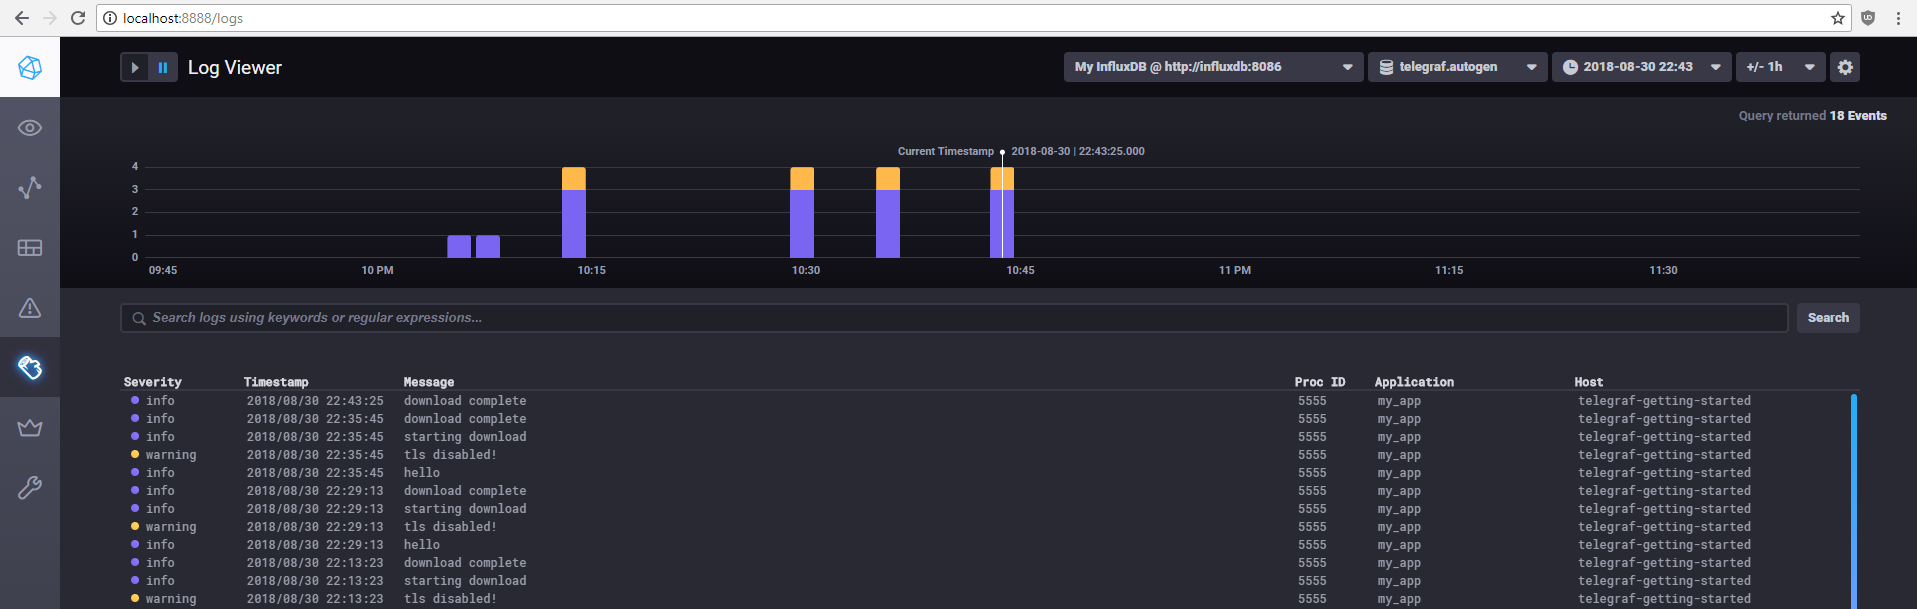 localhost:8888/logs
Log Viewer My InfluxDB @ http://influxdb:8086 telegraf.autogen 2018-08-30 22:43 +/- 1h
Query returned 18 Events
Current Timestamp 2018-08-30 | 22:43:25.000
4
3
2
1
0
09:45 10 PM 10:15 10:30 10:45 11 PM 11:15 11:30
Search logs using keywords or regular expressions... Search
Severity Timestamp Message Proc ID Application Host
info 2018/08/30 22:43:25 download complete 5555 my_app telegraf-getting-started
info 2018/08/30 22:35:45 download complete 5555 my_app telegraf-getting-started
info 2018/08/30 22:35:45 starting download 5555 my_app telegraf-getting-started
warning 2018/08/30 22:35:45 tls disabled! 5555 my_app telegraf-getting-started
info 2018/08/30 22:35:45 hello 5555 my_app telegraf-getting-started
info 2018/08/30 22:29:13 download complete 5555 my_app telegraf-getting-started
info 2018/08/30 22:29:13 starting download 5555 my_app telegraf-getting-started
warning 2018/08/30 22:29:13 tls disabled! 5555 my_app telegraf-getting-started
info 2018/08/30 22:29:13 hello 5555 my_app telegraf-getting-started
info 2018/08/30 22:13:23 download complete 5555 my_app telegraf-getting-started
info 2018/08/30 22:13:23 starting download 5555 my_app telegraf-getting-started
warning 2018/08/30 22:13:23 tls disabled! 5555 my_app telegraf-getting-started